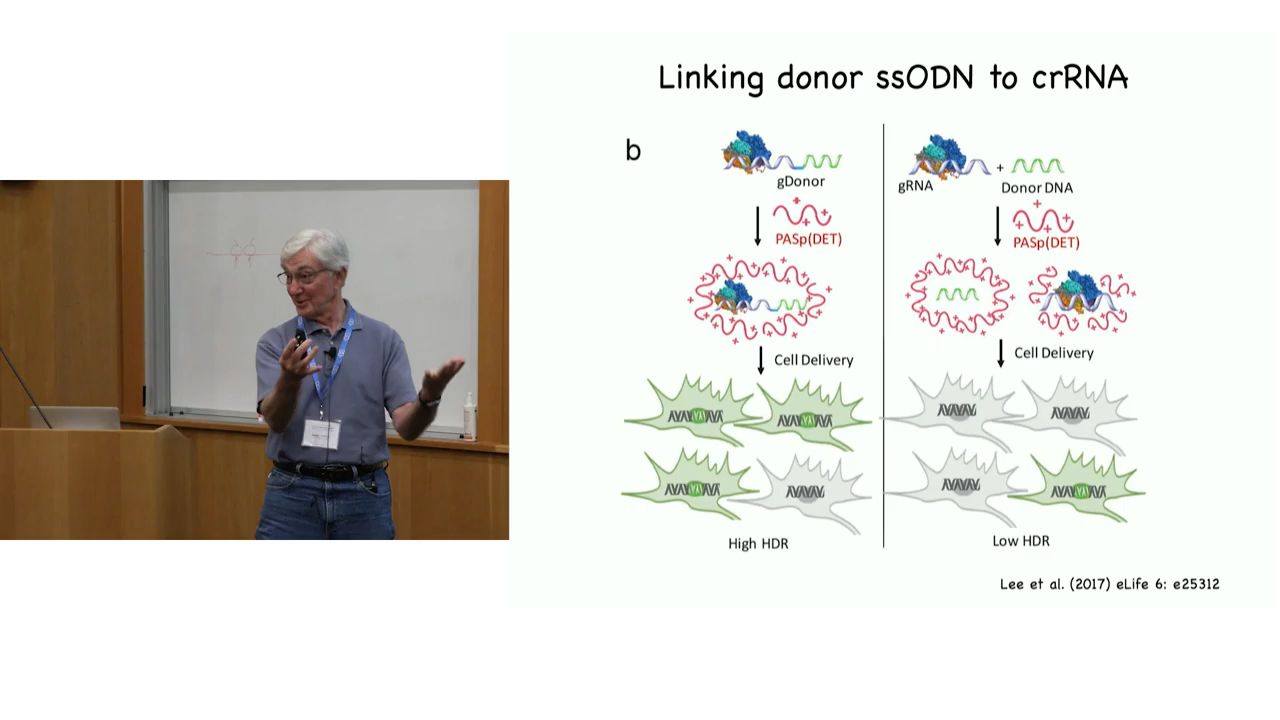 Linking donor ssODN to crRNA
b
gDonor
PASp(DET)
Cell Delivery
High HDR
gRNA
+
Donor DNA
PASp(DET)
Cell Delivery
Low HDR
Lee et al. (2017) eLife 6: e25312